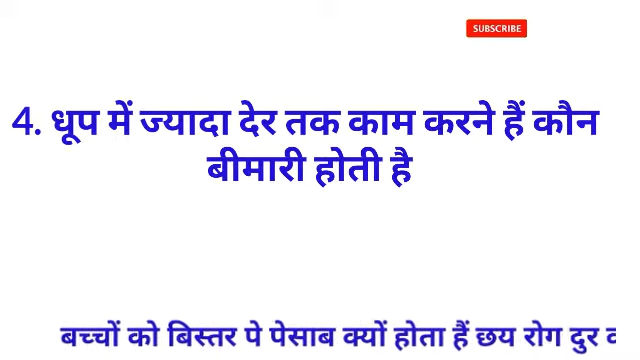 SUBSCRIBE
4. धूप में ज्यादा देर तक काम करने हैं कौन
बीमारी होती है
बच्चों को बिस्तर पे पेसाब क्यों होता हैं छय रोग दुर